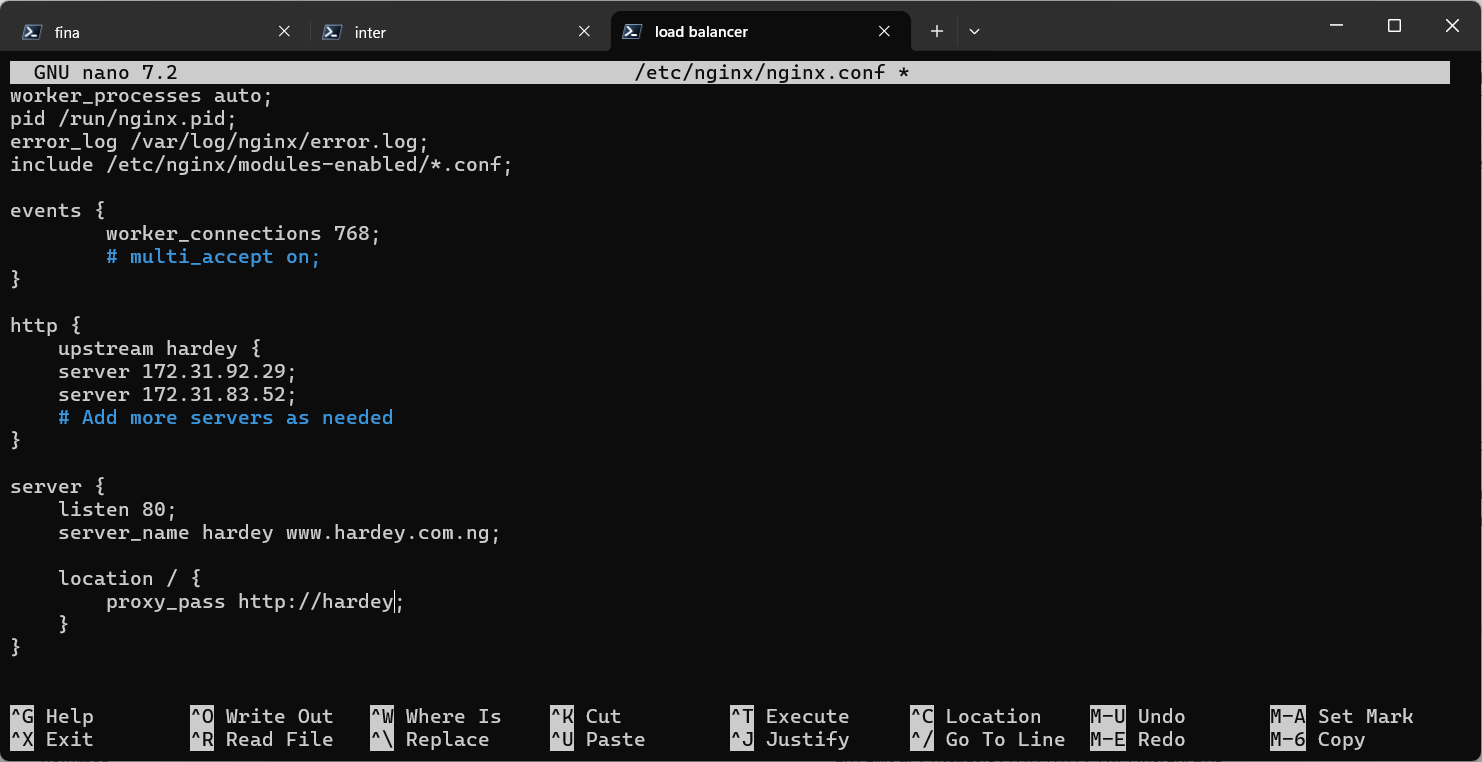 fina
inter
load balancer
GNU nano 7.2 /etc/nginx/nginx.conf *
worker_processes auto;
pid /run/nginx.pid;
error_log /var/log/nginx/error.log;
include /etc/nginx/modules-enabled/*.conf;

events {
        worker_connections 768;
        # multi_accept on;
}

http {
    upstream hardey {
    server 172.31.92.29;
    server 172.31.83.52;
    # Add more servers as needed
}

server {
    listen 80;
    server_name hardey www.hardey.com.ng;

    location / {
        proxy_pass http://hardey;
    }
}

^G Help ^O Write Out ^W Where Is ^K Cut ^T Execute ^C Location M-U Undo M-A Set Mark
^X Exit ^R Read File ^\ Replace ^U Paste ^J Justify ^/ Go To Line M-E Redo M-6 Copy